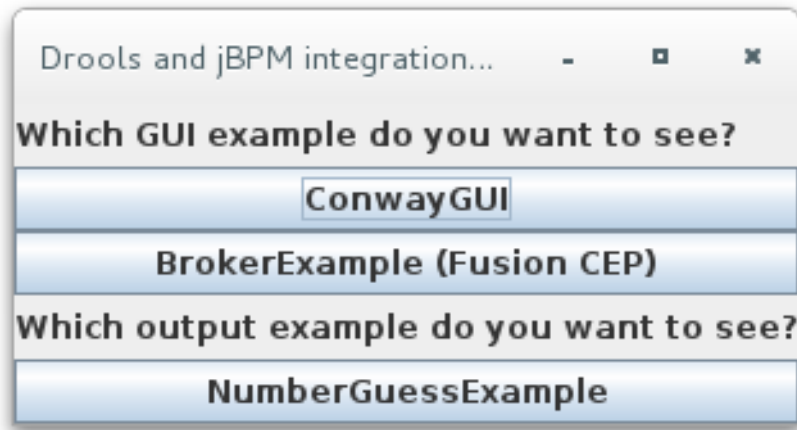 Drools and jBPM integration...
Which GUI example do you want to see?
ConwayGUI
BrokerExample (Fusion CEP)
Which output example do you want to see?
NumberGuessExample